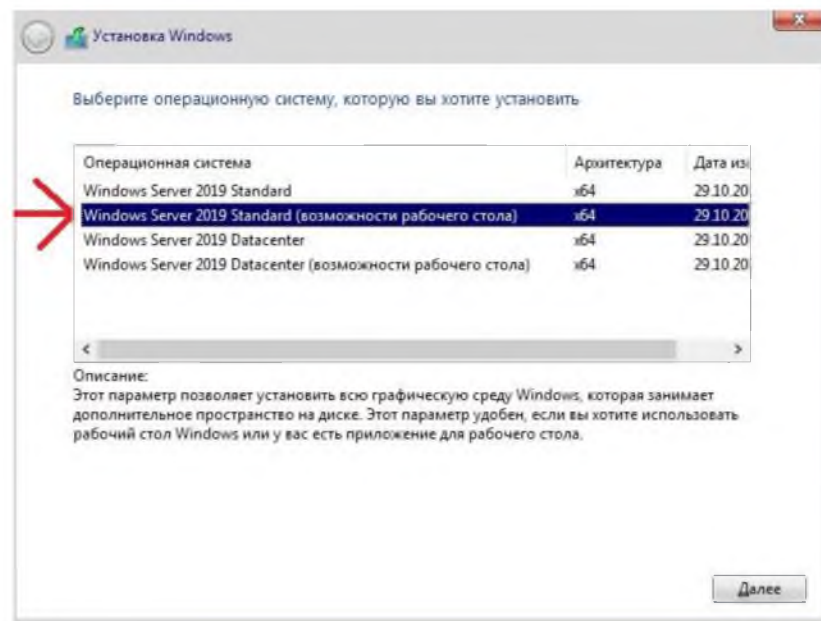 Установка Windows
Выберите операционную систему, которую вы хотите установить
Операционная система Архитектура Дата из
Windows Server 2019 Standard x64 29.10.20
Windows Server 2019 Standard (возможности рабочего стола) x64 29.10.20
Windows Server 2019 Datacenter x64 29.10.20
Windows Server 2019 Datacenter (возможности рабочего стола) x64 29.10.20
Описание:
Этот параметр позволяет установить всю графическую среду Windows, которая занимает
дополнительное пространство на диске. Этот параметр удобен, если вы хотите использовать
рабочий стол Windows или у вас есть приложение для рабочего стола.
Далее